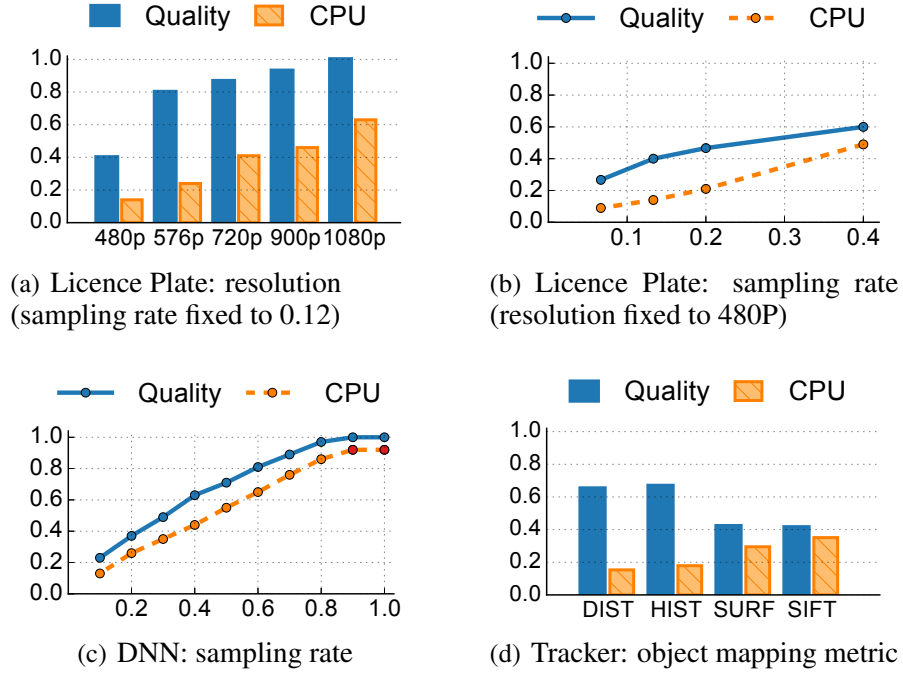 Quality CPU
1.0
0.8
0.6
0.4
0.2
0.0
480p 576p 720p 900p 1080p
(a) Licence Plate: resolution
(sampling rate fixed to 0.12)
Quality CPU
1.0
0.8
0.6
0.4
0.2
0.0
0.1 0.2 0.3 0.4
(b) Licence Plate: sampling rate
(resolution fixed to 480P)
Quality CPU
1.0
0.8
0.6
0.4
0.2
0.0
0.2 0.4 0.6 0.8 1.0
(c) DNN: sampling rate
Quality CPU
1.0
0.8
0.6
0.4
0.2
0.0
DIST HIST SURF SIFT
(d) Tracker: object mapping metric